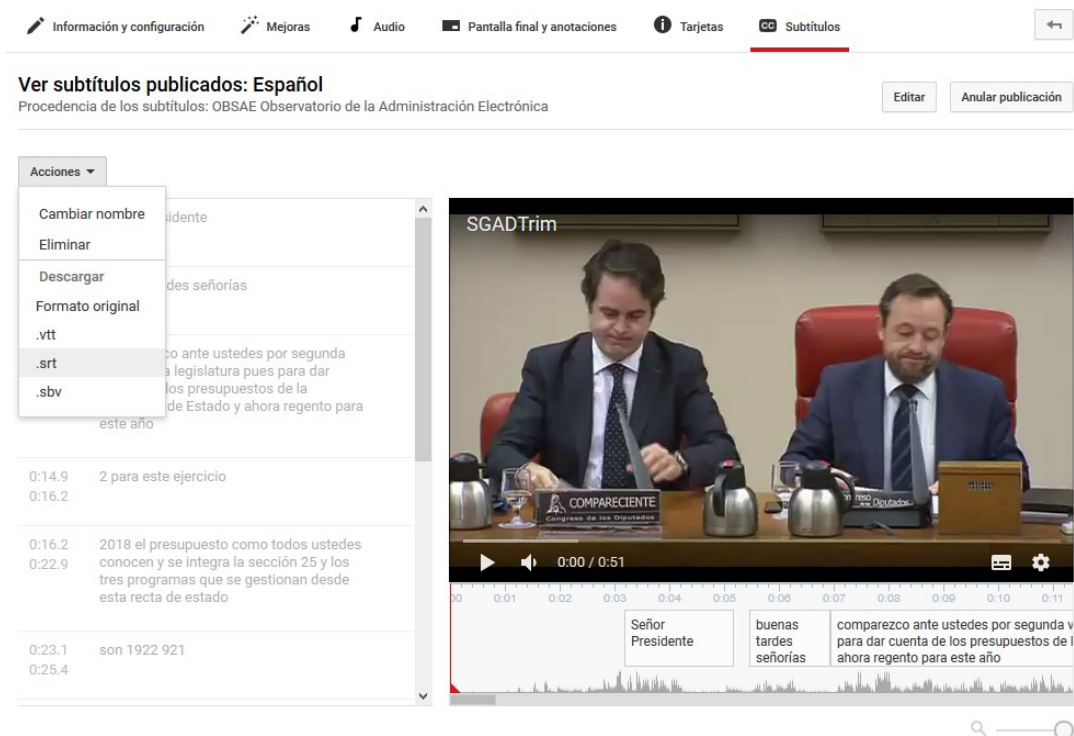 Información y configuración
Mejoras
Audio
Pantalla final y anotaciones
Tarjetas
CC Subtítulos
Ver subtítulos publicados: Español
Procedencia de los subtítulos: OBSAE Observatorio de la Administración Electrónica
Editar
Anular publicación
Acciones
Cambiar nombre
Eliminar
Descargar
Formato original
.vtt
.srt
.sbv
sidente
des señorías
co ante ustedes por segunda
a legislatura pues para dar
los presupuestos de la
de Estado y ahora regento para
este año
0:14.9
0:16.2
2 para este ejercicio
0:16.2
0:22.9
2018 el presupuesto como todos ustedes
conocen y se integra la sección 25 y los
tres programas que se gestionan desde
esta recta de estado
0:23.1
0:25.4
son 1922 921
SGADTrim
COMPARECIENTE
Congreso de los Diputados
Diputados
0:00 / 0:51
00 0:01 0:02 0:03 0:04 0:05 0:06 0:07 0:08 0:09 0:10 0:11
Señor
Presidente
buenas
tardes
señorías
comparezco ante ustedes por segunda v
para dar cuenta de los presupuestos de l
ahora regento para este año